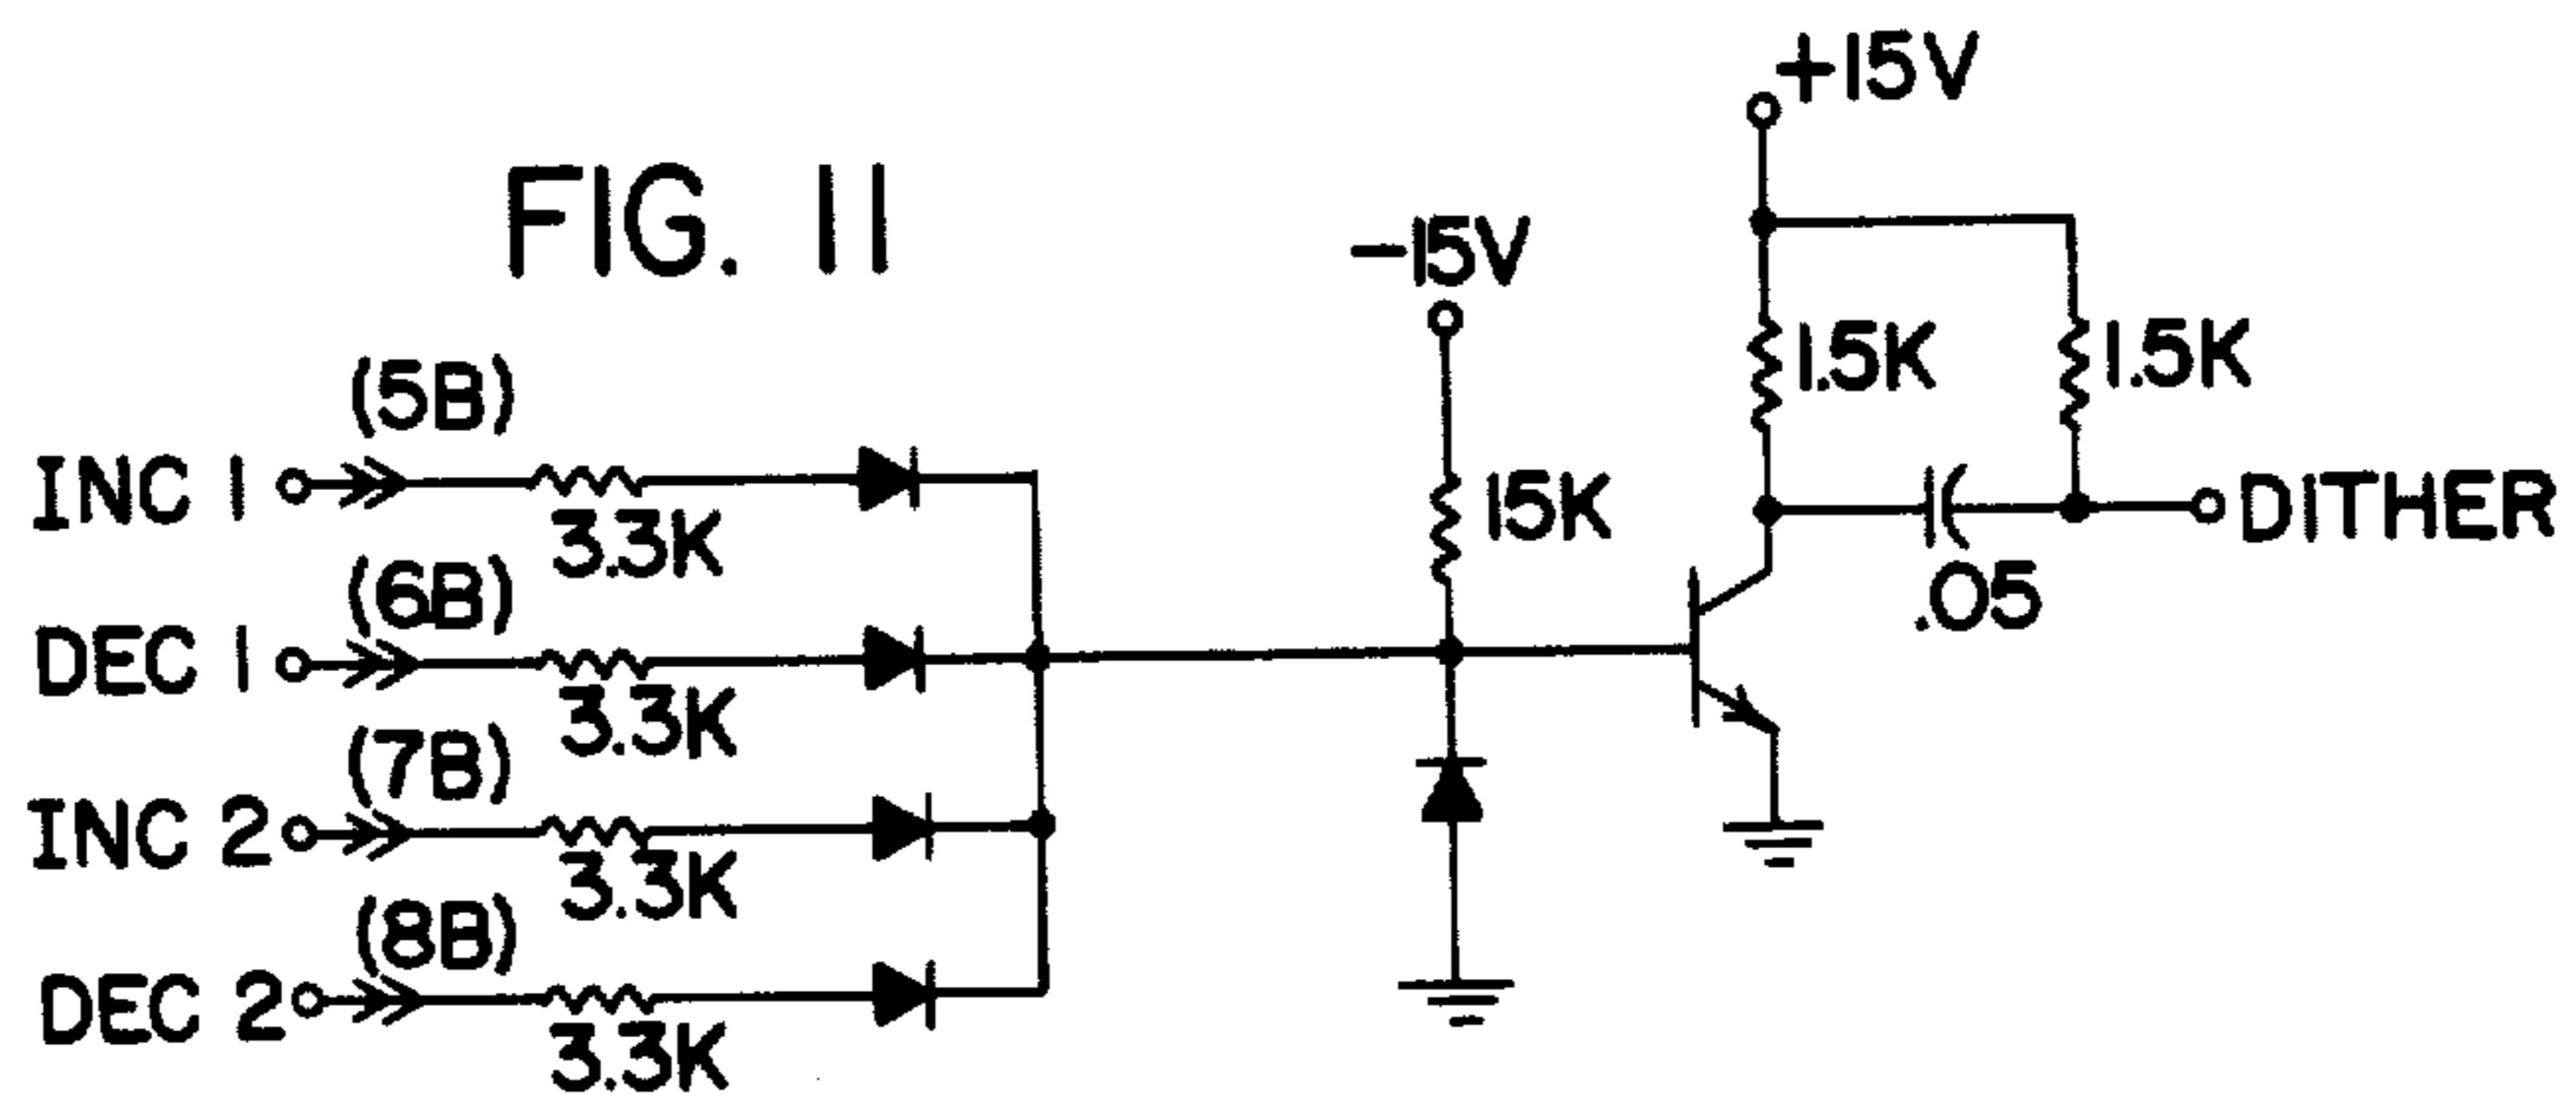 FIG. 11
+15V
-15V
1.5K
1.5K
(5B)
INC 1
3.3K
15K
DITHER
.05
(6B)
DEC 1
3.3K
(7B)
INC 2
3.3K
(8B)
DEC 2
3.3K